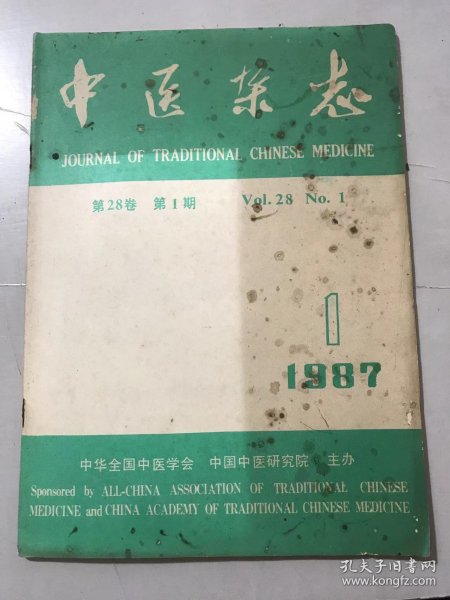 中医杂志
JOURNAL OF TRADITIONAL CHINESE MEDICINE
第28卷 第1期 Vol.28 No.1
1
1987
中华全国中医学会 中国中医研究院 主办
Sponsored by ALL-CHINA ASSOCIATION OF TRADITIONAL CHINESE
MEDICINE and CHINA ACADEMY OF TRADITIONAL CHINESE MEDICINE
孔夫子旧书网
www.kongfz.com